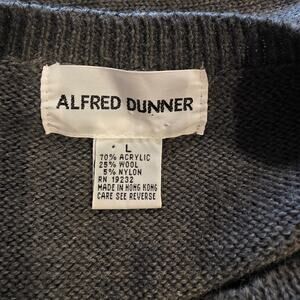 ALFRED DUNNER
L
70% ACRYLIC
25% WOOL
5% NYLON
RN 19232
MADE IN HONG KONG
CARE SEE REVERSE